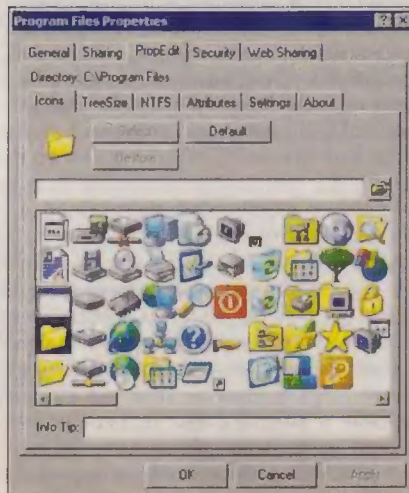 Program Files Properties
General Sharing PropEdit Security Web Sharing
Directory: C:\Program Files
Icons TreeSize NTFS Attributes Settings About
Default
Restore
Info Tip:
OK Cancel Apply